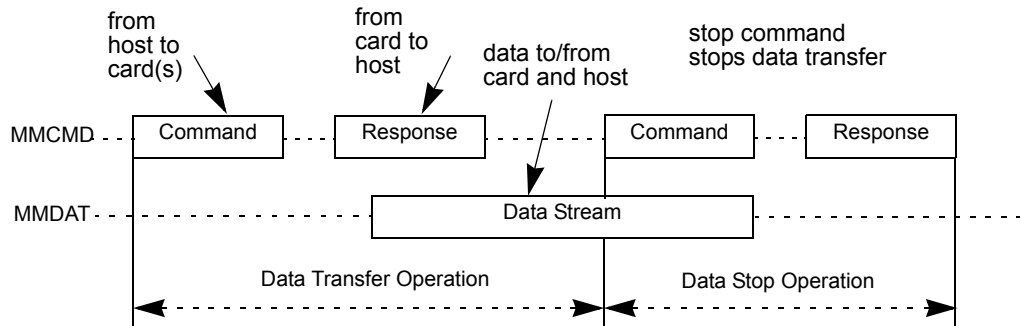 from
host to
card(s)
from
card to
host
data to/from
card and host
stop command
stops data transfer
MMCMD
Command
Response
Command
Response
MMDAT
Data Stream
Data Transfer Operation
Data Stop Operation